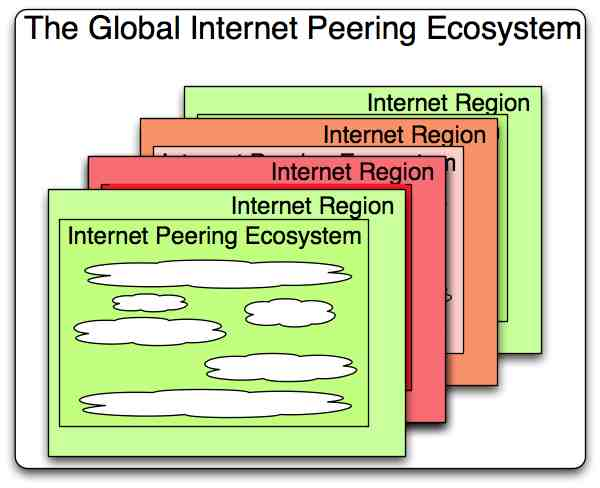 The Global Internet Peering Ecosystem
Internet Region
Internet Region
Internet Region
Internet Region
Internet Peering Ecosystem